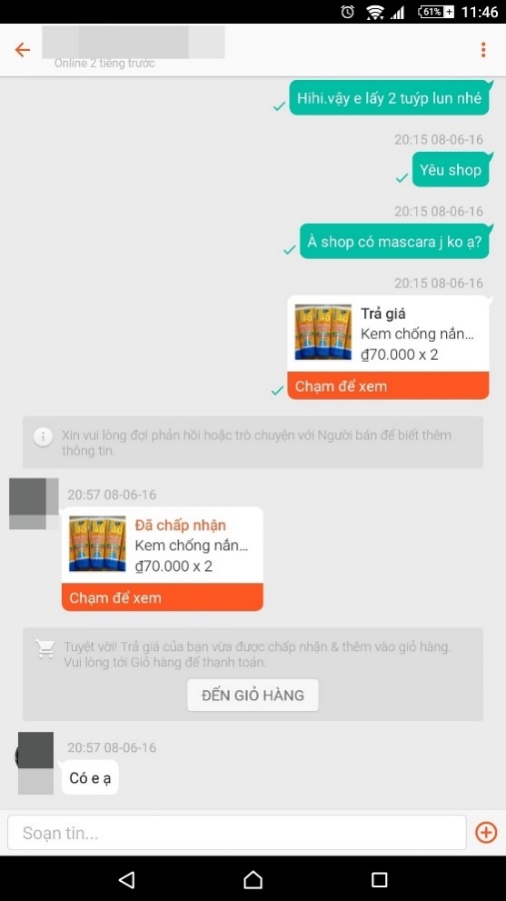 61%
11:46
Online 2 tiếng trước
Hihi.vậy e lấy 2 tuýp lun nhé
20:15 08-06-16
Yêu shop
20:15 08-06-16
À shop có mascara j ko ạ?
20:15 08-06-16
Trả giá
Kem chống nắn...
₫70.000 x 2
Chạm để xem
Xin vui lòng đợi phản hồi hoặc trò chuyện với Người bán để biết thêm
thông tin.
20:57 08-06-16
Đã chấp nhận
Kem chống nắn...
₫70.000 x 2
Chạm để xem
Tuyệt vời! Trả giá của bạn vừa được chấp nhận & thêm vào giỏ hàng.
Vui lòng tới Giỏ hàng để thanh toán.
ĐẾN GIỎ HÀNG
20:57 08-06-16
Có e ạ
Soạn tin...